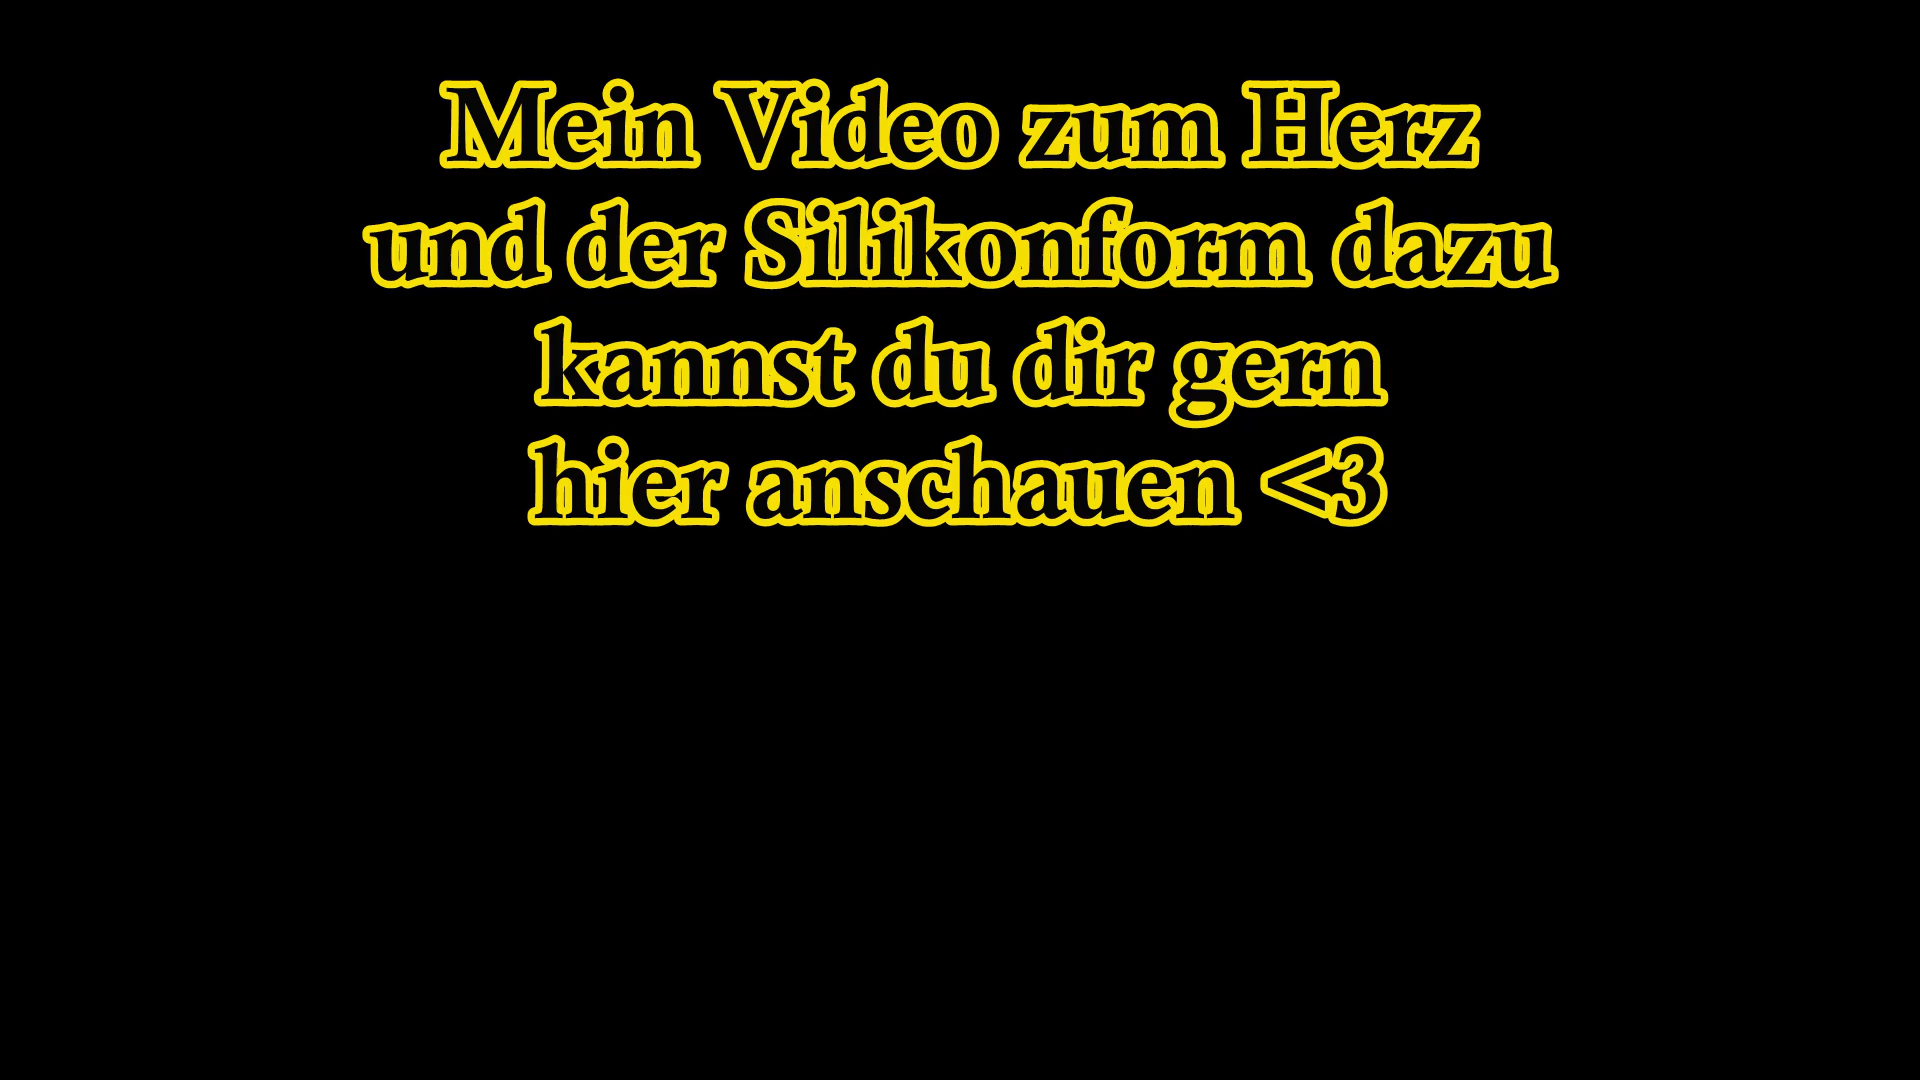 Mein Video zum Herz
und der Silikonform dazu
kannst du dir gern
hier anschauen <3